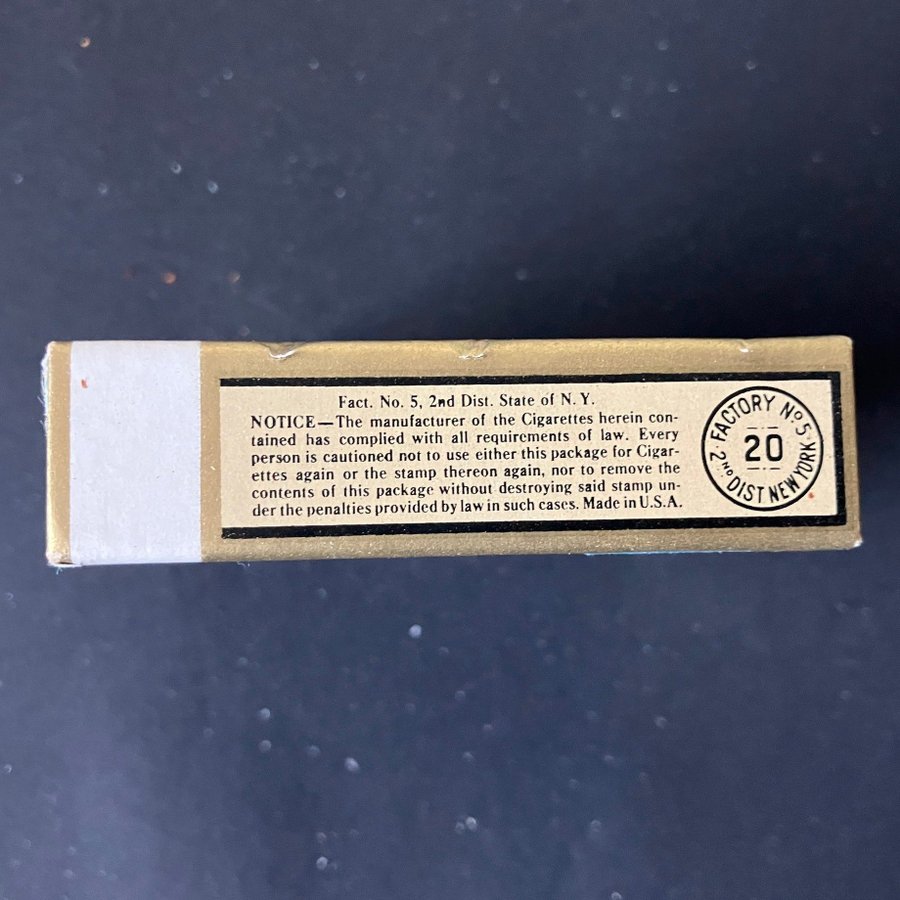 Fact. No. 5, 2nd Dist. State of N. Y.
NOTICE—The manufacturer of the Cigarettes herein con-
tained has complied with all requirements of law. Every
person is cautioned not to use either this package for Cigar-
ettes again or the stamp thereon again, nor to remove the
contents of this package without destroying said stamp un-
der the penalties provided by law in such cases. Made in U.S.A.
FACTORY No 5
20
2ND DIST NEW YORK